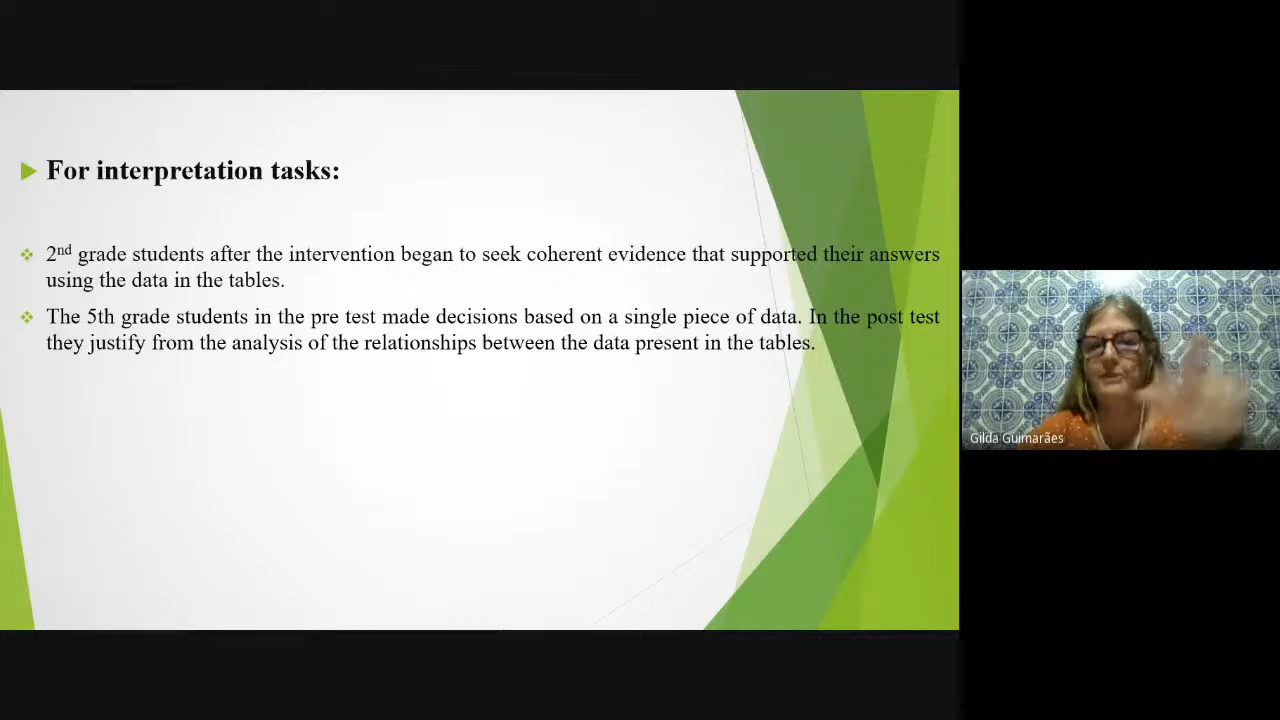 For interpretation tasks:
2nd grade students after the intervention began to seek coherent evidence that supported their answers
using the data in the tables.
The 5th grade students in the pre test made decisions based on a single piece of data. In the post test
they justify from the analysis of the relationships between the data present in the tables.
Gilda Guimarães